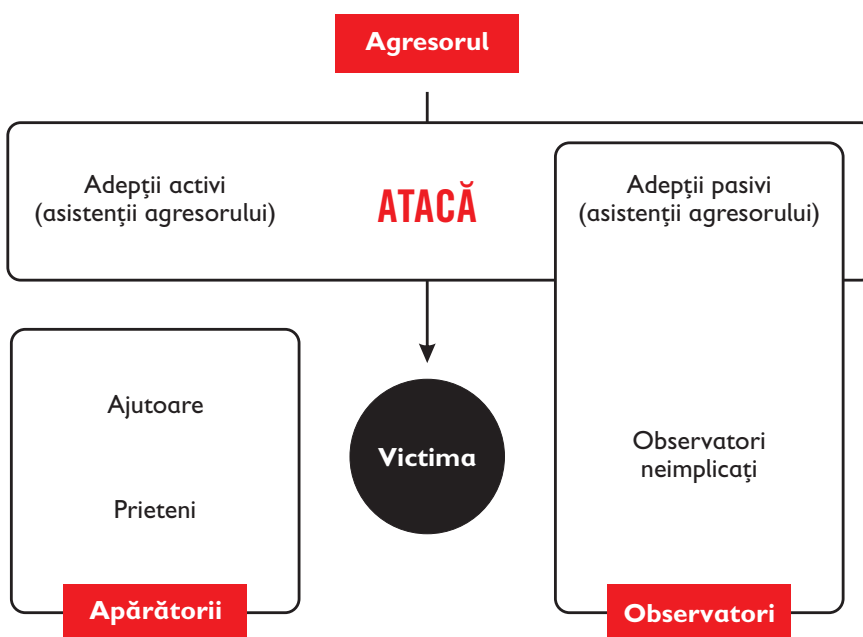 Agresorul
Adepții activi
(asistenții agresorului)
ATACĂ
Adepții pasivi
(asistenții agresorului)
Ajutoare
Prieteni
Apărătorii
Victima
Observatori
neimplicați
Observatori